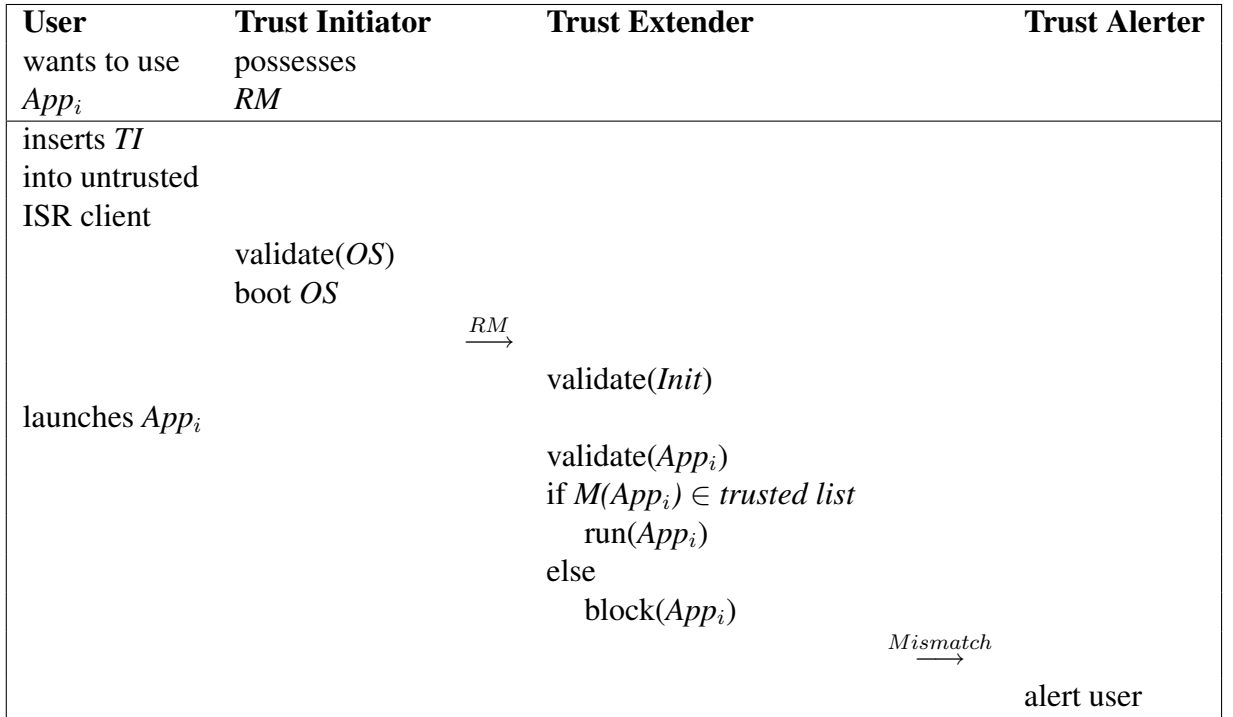 User Trust Initiator Trust Extender Trust Alerter
wants to use possesses
Appᵢ RM
inserts TI
into untrusted
ISR client
validate(OS)
boot OS
RM
⟶
validate(Init)
launches Appᵢ
validate(Appᵢ)
if M(Appᵢ) ∈ trusted list
run(Appᵢ)
else
block(Appᵢ)
Mismatch
⟶
alert user